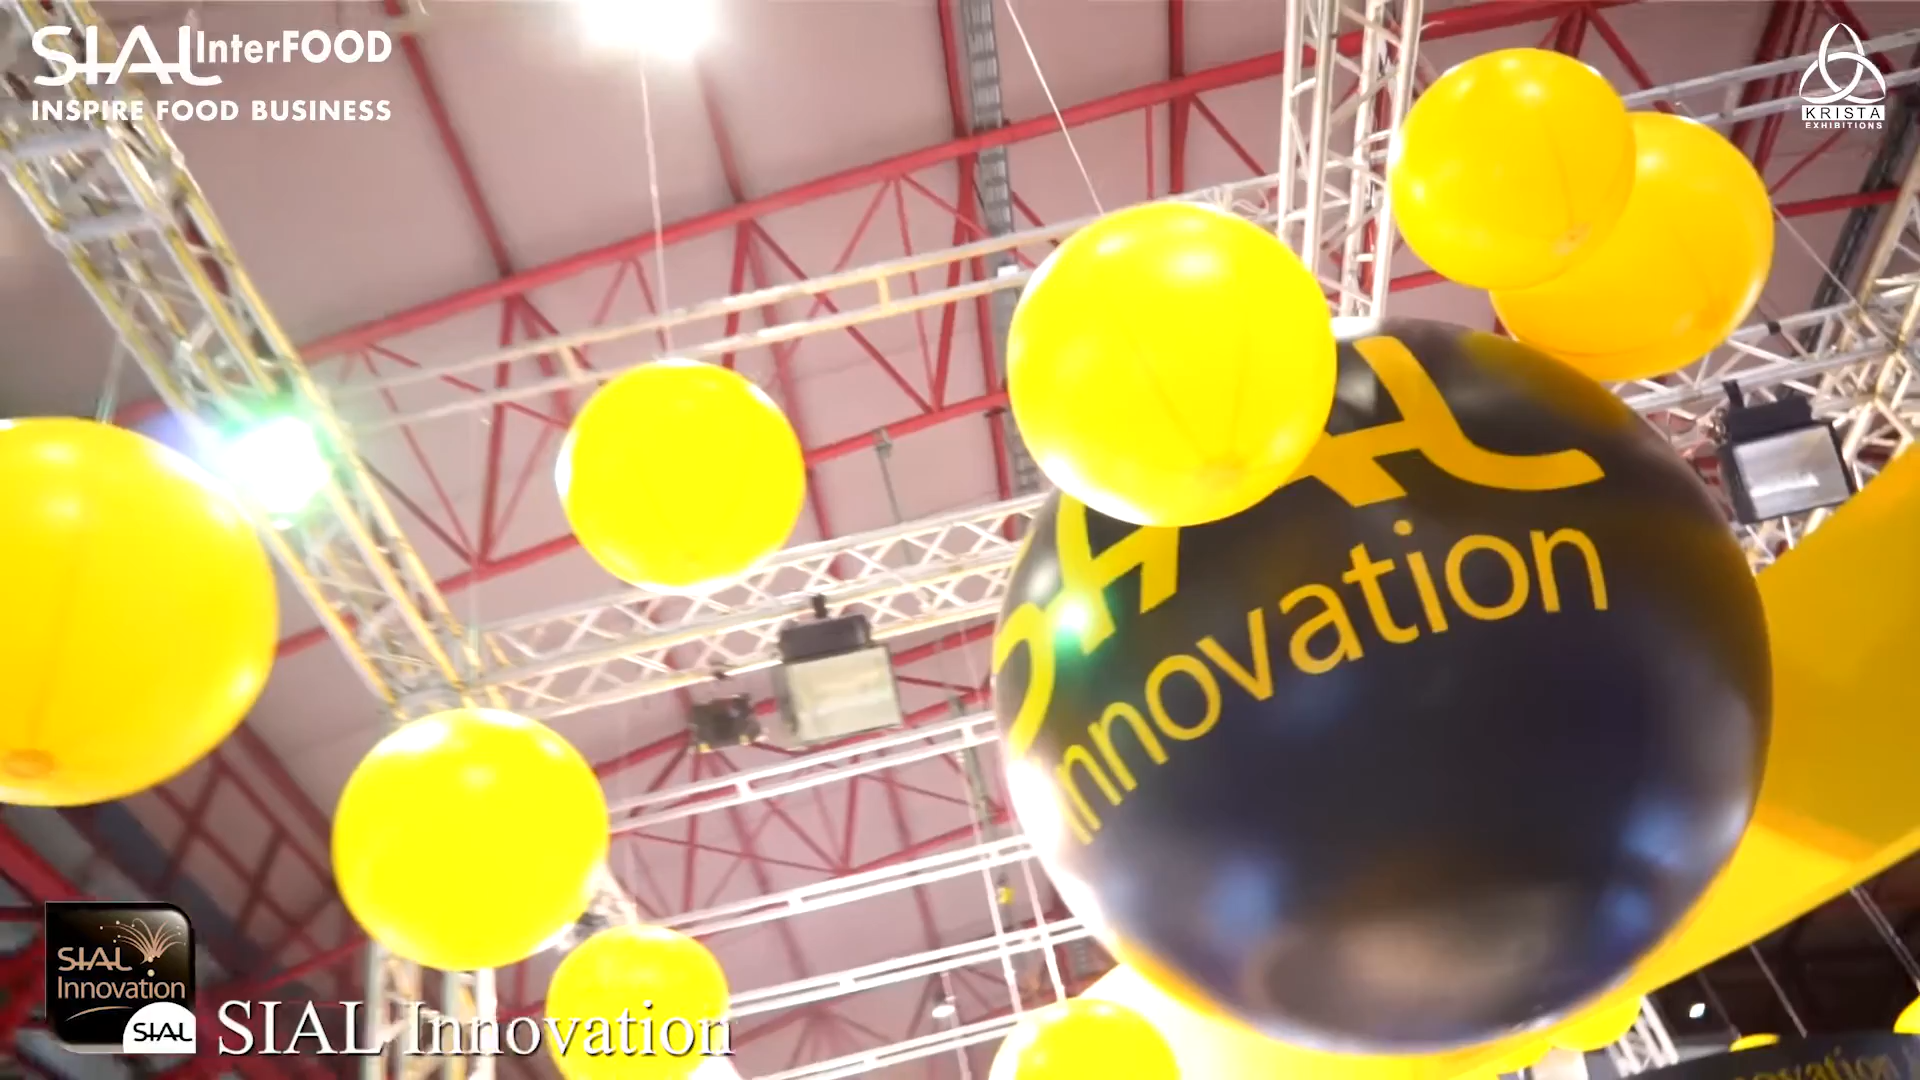 SIAL InterFOOD
INSPIRE FOOD BUSINESS
KRISTA
EXHIBITIONS
SIAL
innovation
SIAL
Innovation
SIAL
SIAL Innovation